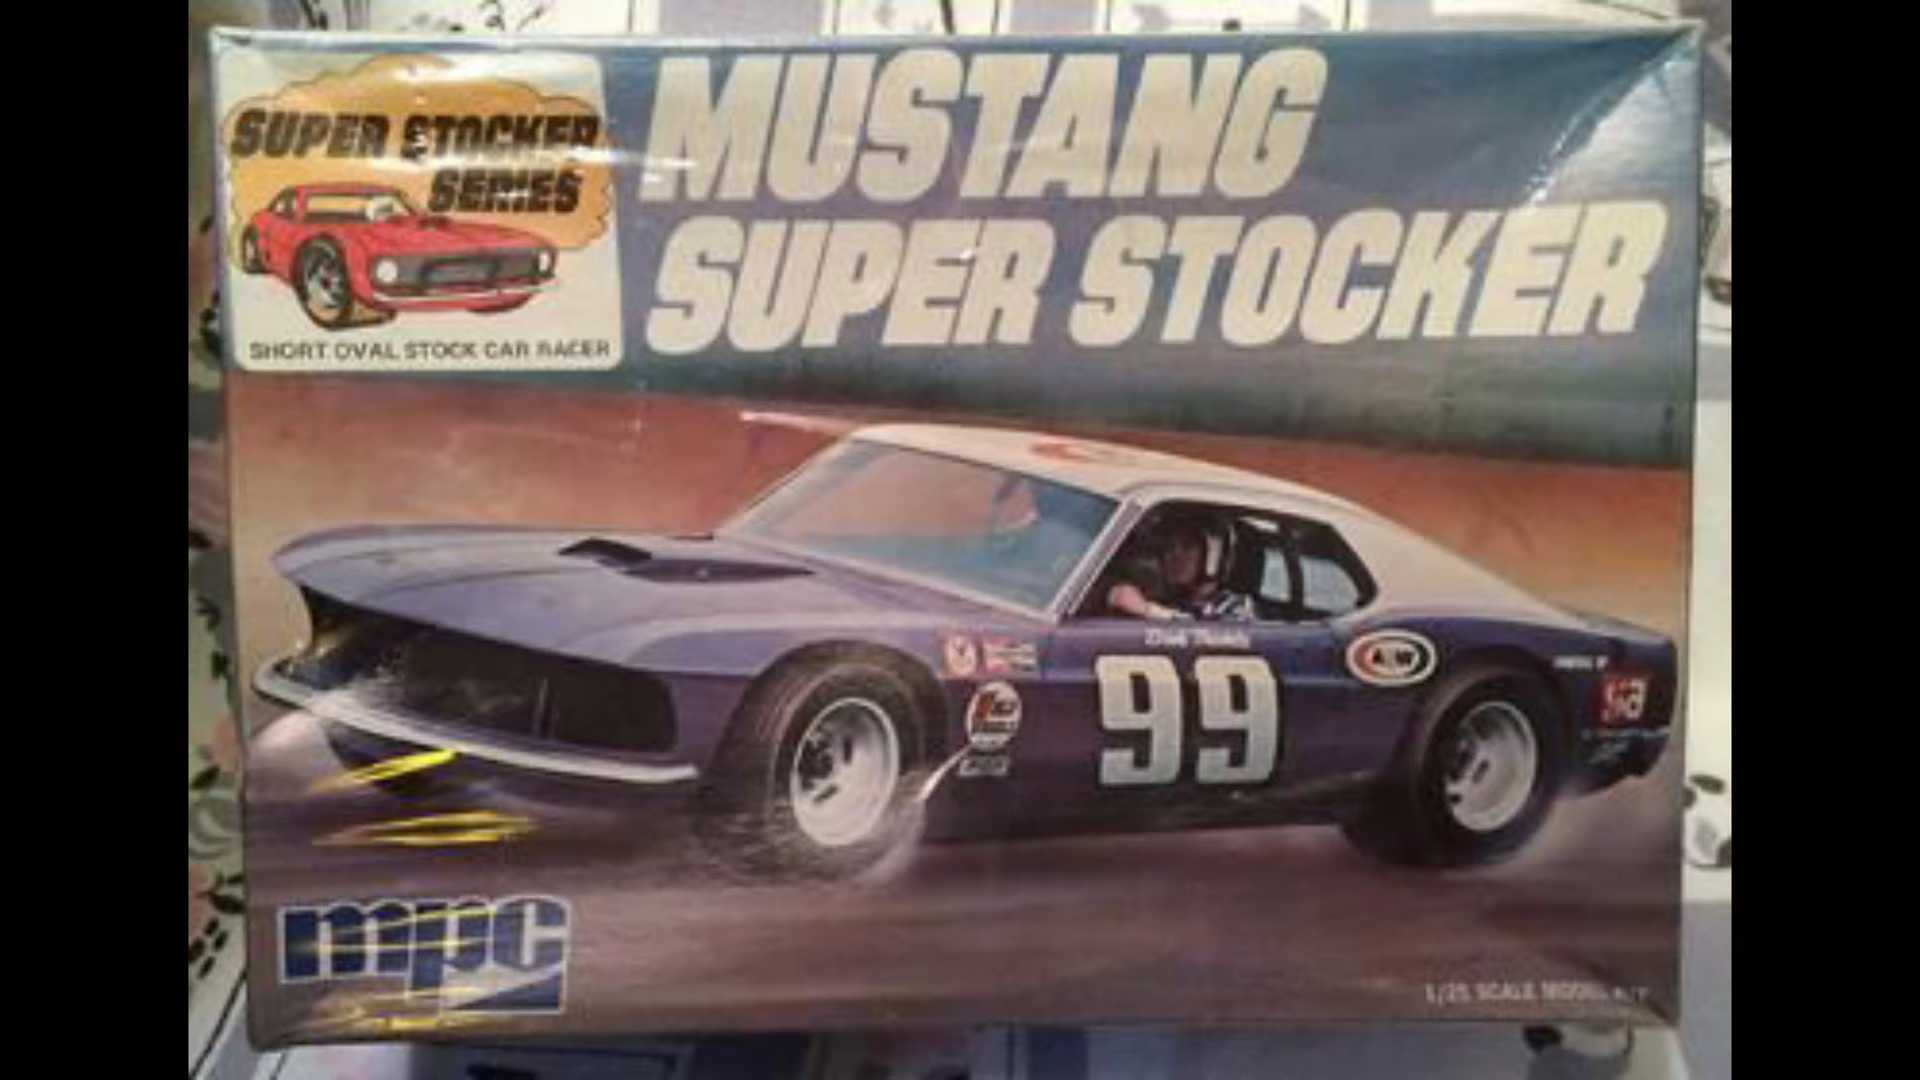 SUPER STOCKER
SERIES
SHORT OVAL STOCK CAR RACER
MUSTANG
SUPER STOCKER
99
A&W
mpc
1/25 SCALE MODEL KIT